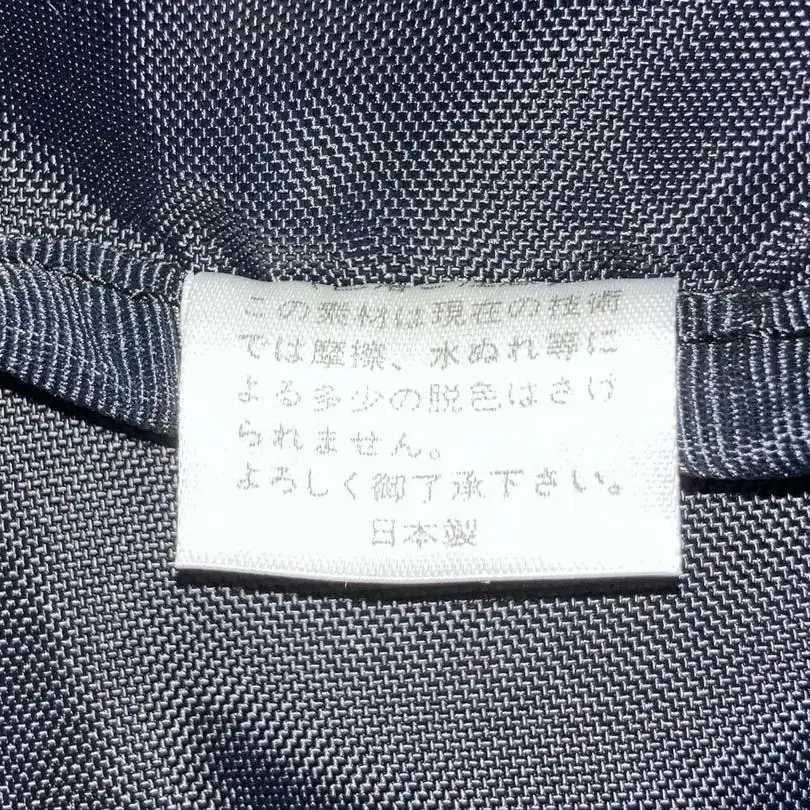 この素材は現在の技術
では摩擦、水ぬれ等に
よる多少の脱色はさけ
られません。
よろしく御了承下さい。
日本製